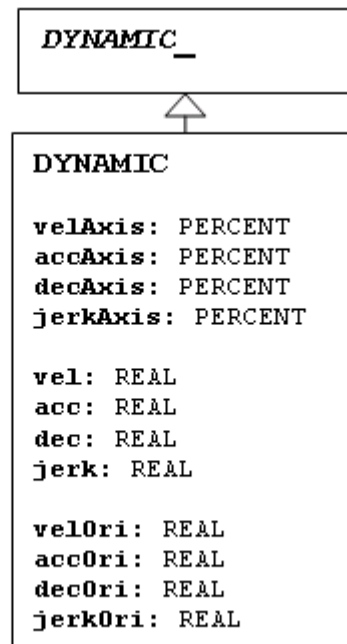 DYNAMIC_
DYNAMIC
velAxis: PERCENT
accAxis: PERCENT
decAxis: PERCENT
jerkAxis: PERCENT
vel: REAL
acc: REAL
dec: REAL
jerk: REAL
velOri: REAL
accOri: REAL
decOri: REAL
jerkOri: REAL